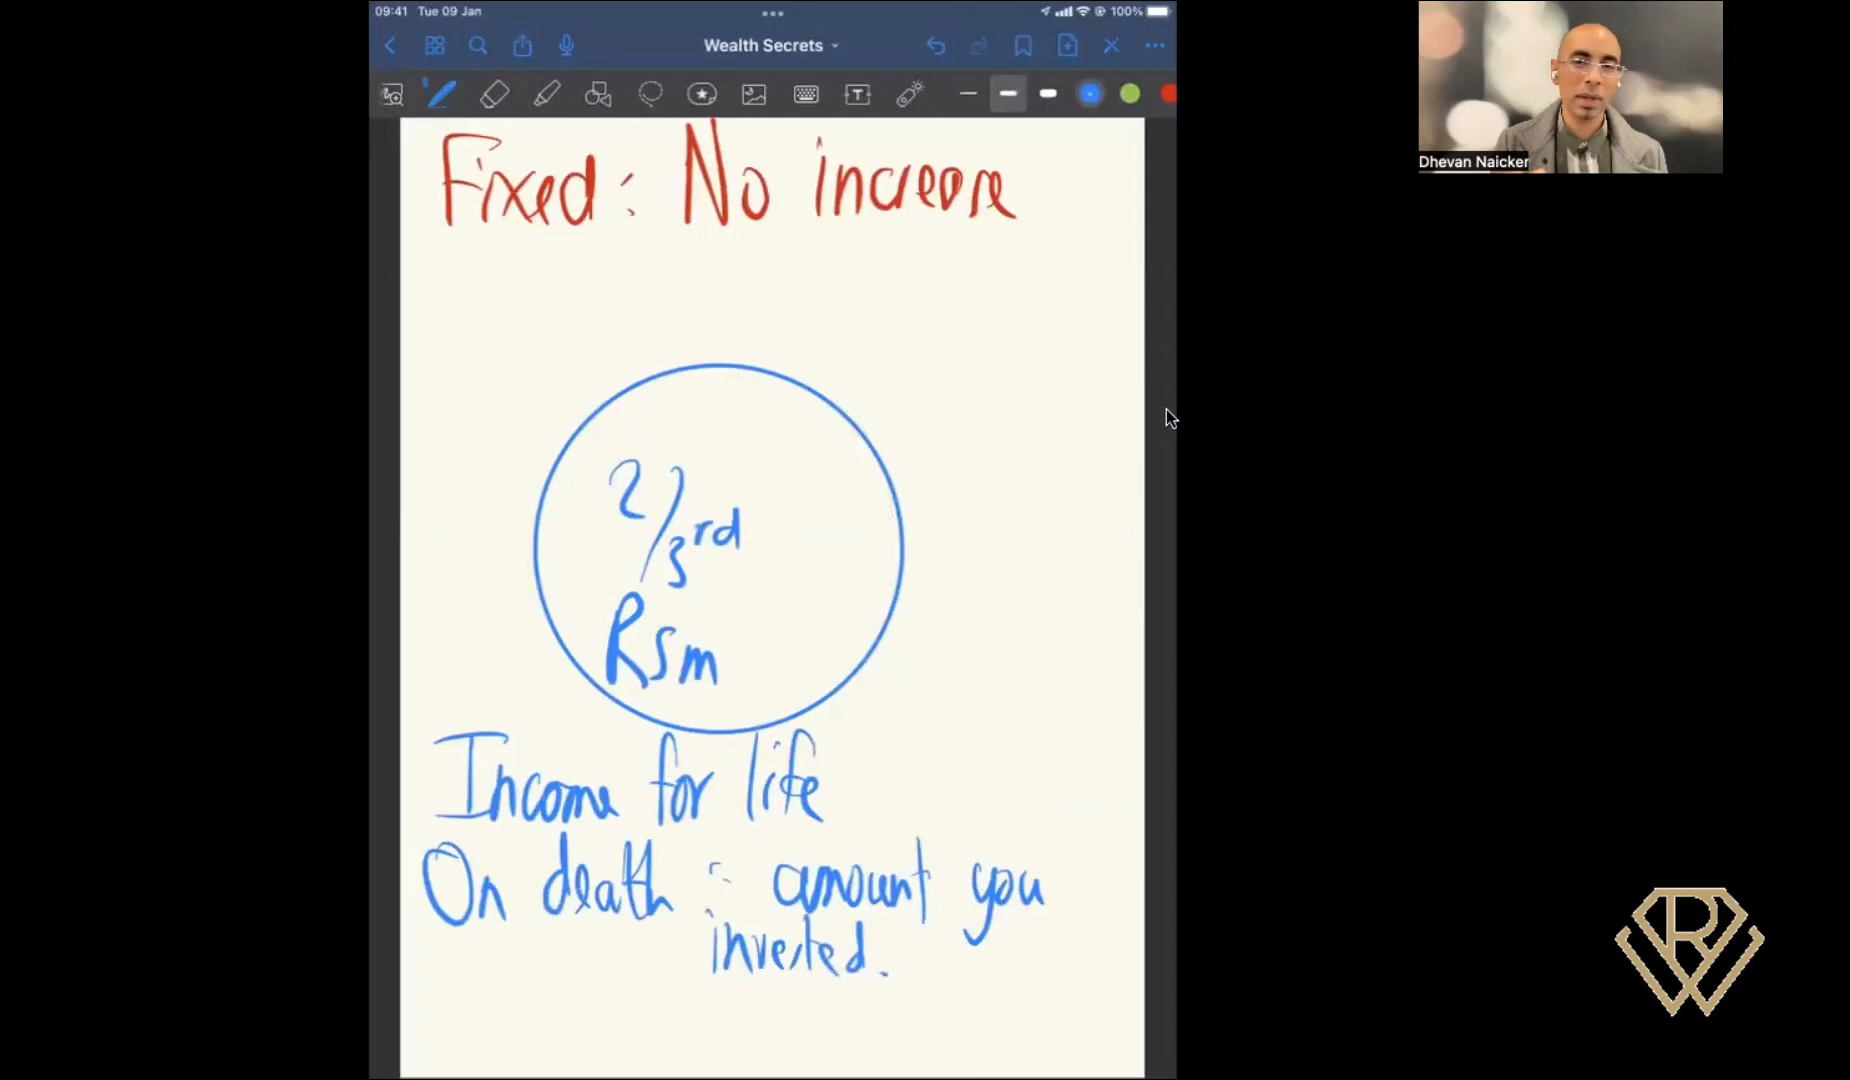 09:41 Tue 09 Jan
100%
Wealth Secrets
Dhevan Naicker
Fixed: No increase
2/3rd
R5m
Income for life
On death: amount you
invested.